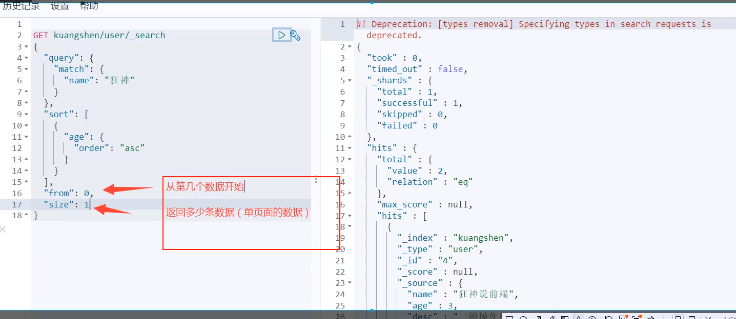 历史记录 设置 帮助
1
2 GET kuangshen/user/_search
3 {
4 "query": {
5 "match": {
6 "name": "狂神"
7 }
8 },
9 "sort": [
10 {
11 "age": {
12 "order": "asc"
13 }
14 }
15 ],
16 "from": 0,
17 "size": 1
18 }
从第几个数据开始
返回多少条数据（单页面的数据）
1 #! Deprecation: [types removal] Specifying types in search requests is
deprecated.
2 {
3 "took" : 0,
4 "timed_out" : false,
5 "_shards" : {
6 "total" : 1,
7 "successful" : 1,
8 "skipped" : 0,
9 "failed" : 0
10 },
11 "hits" : {
12 "total" : {
13 "value" : 2,
14 "relation" : "eq"
15 },
16 "max_score" : null,
17 "hits" : [
18 {
19 "_index" : "kuangshen",
20 "_type" : "user",
21 "_id" : "4",
22 "_score" : null,
23 "_source" : {
24 "name" : "狂神说前端",
25 "age" : 3,
26 "desc" :